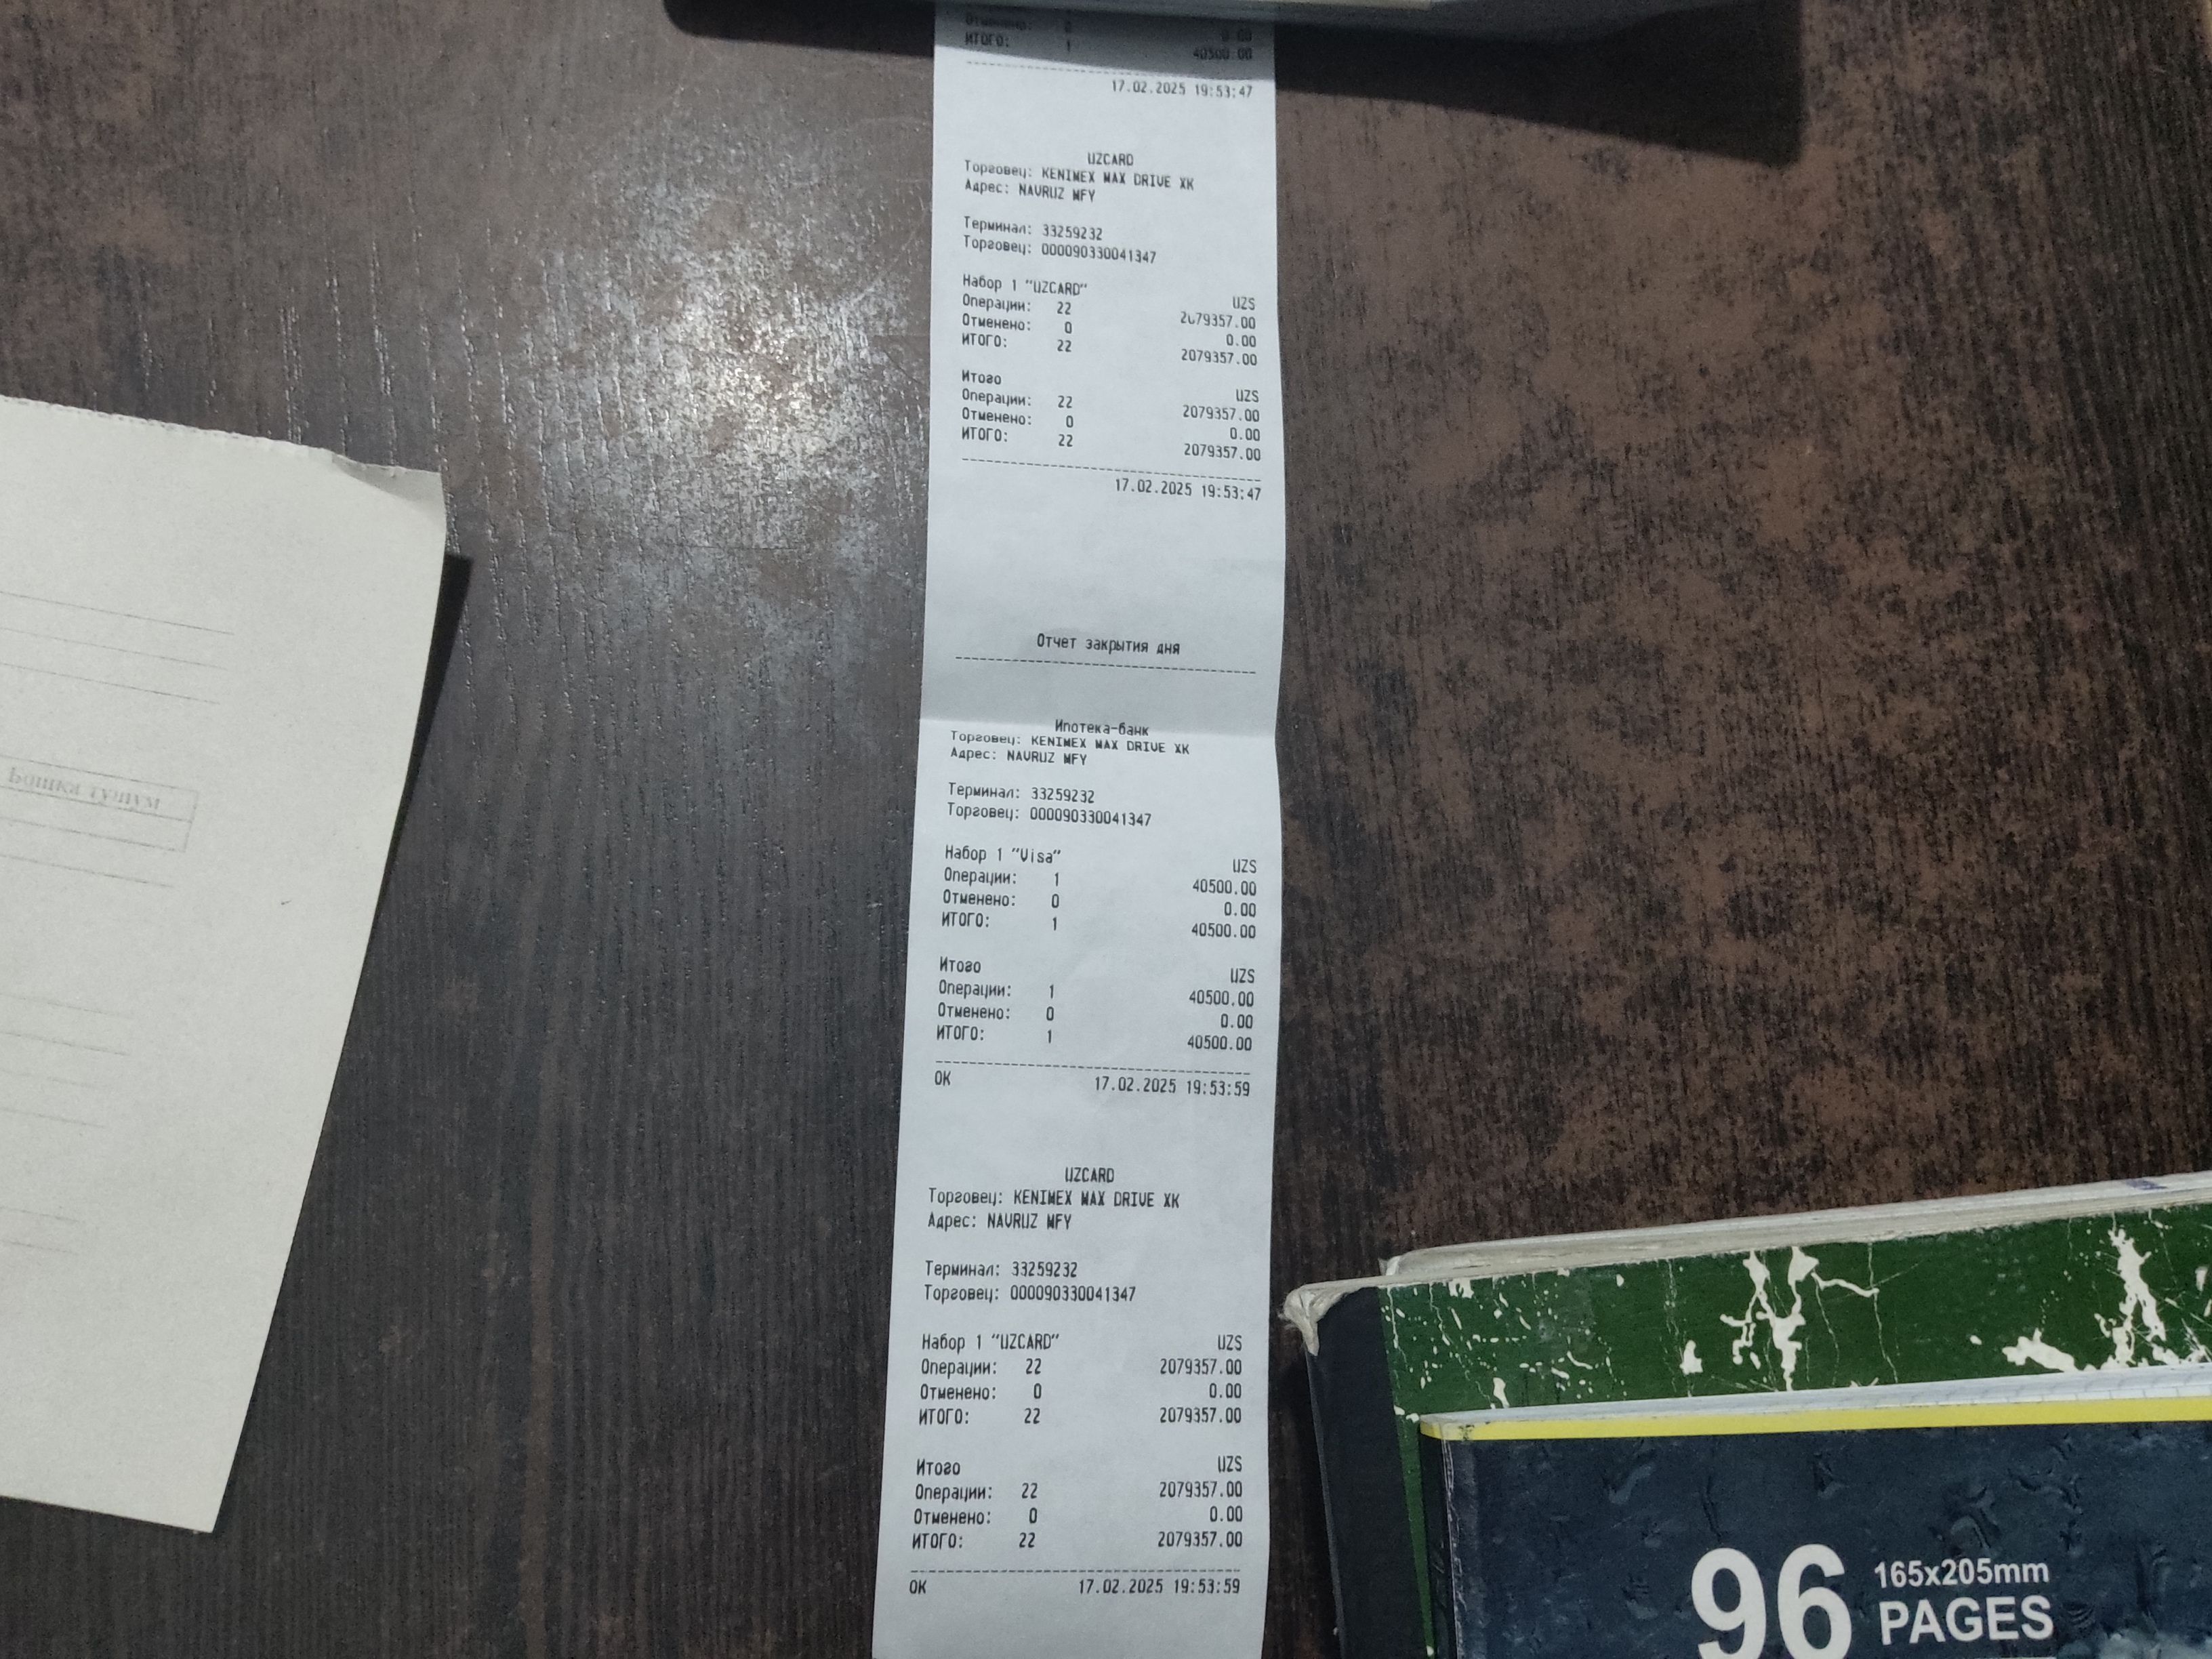 Отменено: 0 0.00
ИТОГО: 1 40500.00
17.02.2025 19:53:47
UZCARD
Торговец: KENIMEX MAX DRIVE XK
Адрес: NAVRUZ MFY
Терминал: 33259232
Торговец: 000090330041347
Набор 1 "UZCARD" UZS
Операции: 22 2079357.00
Отменено: 0 0.00
ИТОГО: 22 2079357.00
Итого UZS
Операции: 22 2079357.00
Отменено: 0 0.00
ИТОГО: 22 2079357.00
17.02.2025 19:53:47
Отчет закрытия дня
Ипотека-банк
Торговец: KENIMEX MAX DRIVE XK
Адрес: NAVRUZ MFY
Терминал: 33259232
Торговец: 000090330041347
Набор 1 "Visa" UZS
Операции: 1 40500.00
Отменено: 0 0.00
ИТОГО: 1 40500.00
Итого UZS
Операции: 1 40500.00
Отменено: 0 0.00
ИТОГО: 1 40500.00
OK 17.02.2025 19:53:59
UZCARD
Торговец: KENIMEX MAX DRIVE XK
Адрес: NAVRUZ MFY
Терминал: 33259232
Торговец: 000090330041347
Набор 1 "UZCARD" UZS
Операции: 22 2079357.00
Отменено: 0 0.00
ИТОГО: 22 2079357.00
Итого UZS
Операции: 22 2079357.00
Отменено: 0 0.00
ИТОГО: 22 2079357.00
OK 17.02.2025 19:53:59
96 165x205mm
PAGES